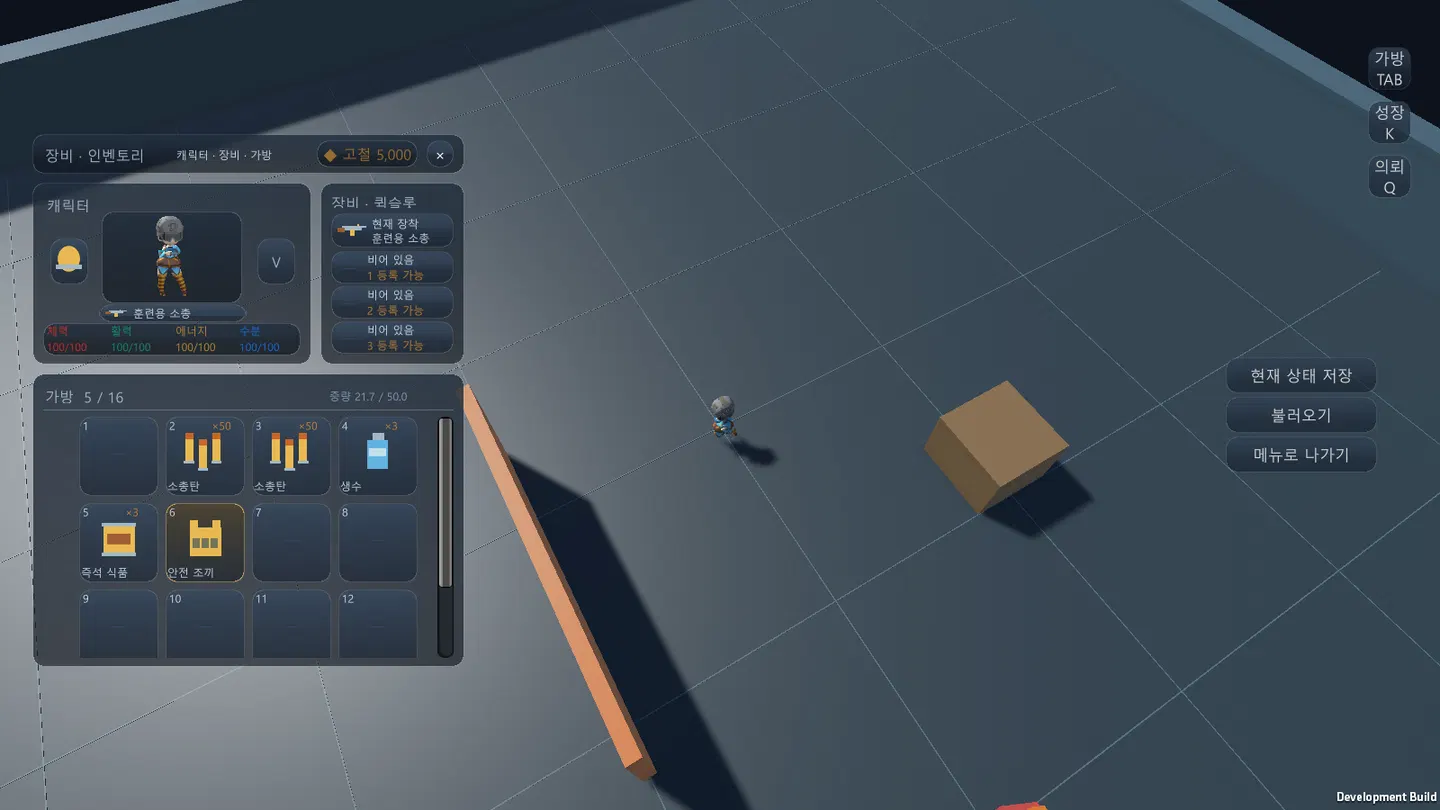 가방
TAB
성장
K
의뢰
Q
장비 · 인벤토리
캐릭터 · 장비 · 가방
고철 5,000
×
캐릭터
V
훈련용 소총
체력
활력
에너지
수분
100/100
100/100
100/100
100/100
장비 · 퀵슬롯
현재 장착
훈련용 소총
비어 있음
1 등록 가능
비어 있음
2 등록 가능
비어 있음
3 등록 가능
가방 5 / 16
중량 21.7 / 50.0
1
2 ×50
소총탄
3 ×50
소총탄
4 ×3
생수
5 ×3
즉석 식품
6
안전 조끼
7
8
9
10
11
12
현재 상태 저장
불러오기
메뉴로 나가기
Development Build